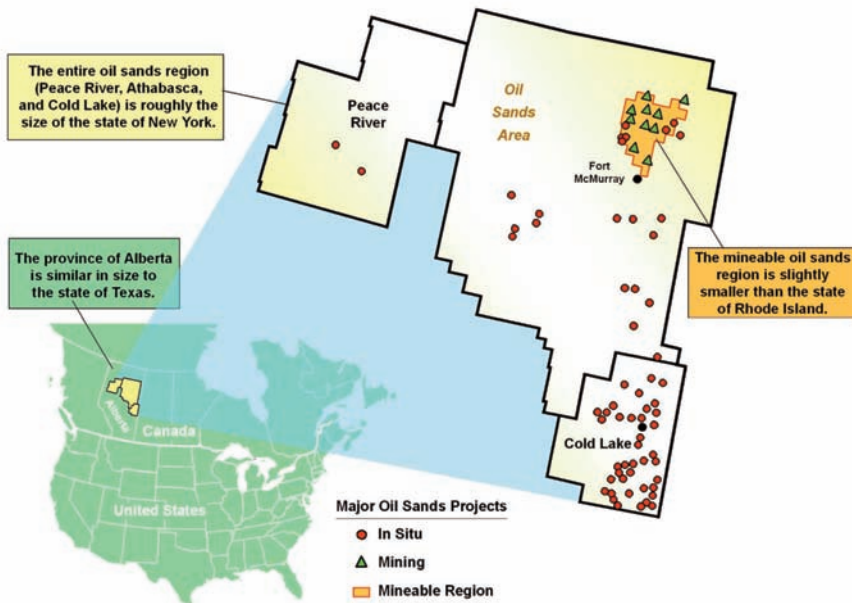 The entire oil sands region
(Peace River, Athabasca,
and Cold Lake) is roughly the
size of the state of New York.
Peace
River
Oil
Sands
Area
Fort
McMurray
The province of Alberta
is similar in size to
the state of Texas.
The mineable oil sands
region is slightly
smaller than the state
of Rhode Island.
Alberta
Canada
Cold Lake
United States
Major Oil Sands Projects
In Situ
Mining
Mineable Region